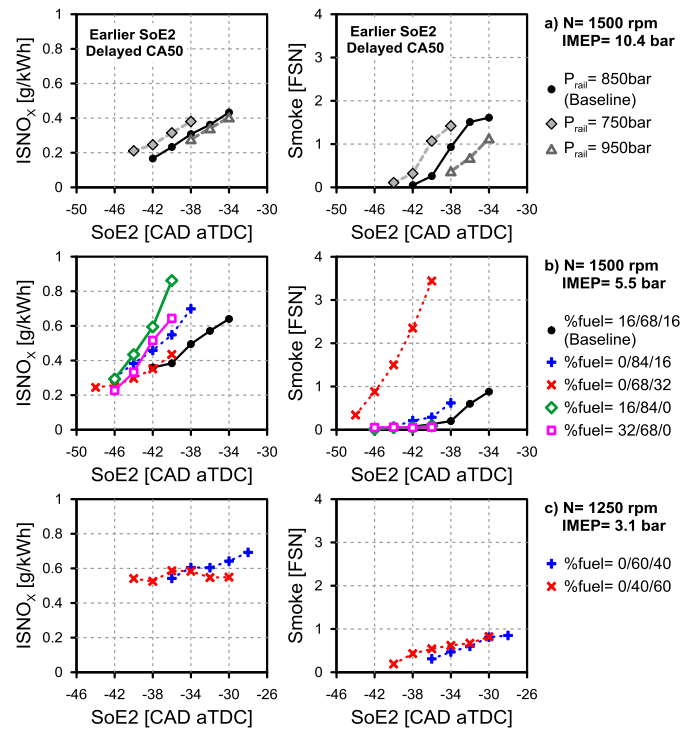 Earlier SoE2
Delayed CA50
ISNOX [g/kWh]
1
0.8
0.6
0.4
0.2
0
-50 -46 -42 -38 -34 -30
SoE2 [CAD aTDC]
Earlier SoE2
Delayed CA50
Smoke [FSN]
4
3
2
1
0
-50 -46 -42 -38 -34 -30
SoE2 [CAD aTDC]
a) N= 1500 rpm
IMEP= 10.4 bar
Prail= 850bar
(Baseline)
Prail= 750bar
Prail= 950bar
ISNOX [g/kWh]
1
0.8
0.6
0.4
0.2
0
-50 -46 -42 -38 -34 -30
SoE2 [CAD aTDC]
Smoke [FSN]
4
3
2
1
0
-50 -46 -42 -38 -34 -30
SoE2 [CAD aTDC]
b) N= 1500 rpm
IMEP= 5.5 bar
%fuel= 16/68/16
(Baseline)
%fuel= 0/84/16
%fuel= 0/68/32
%fuel= 16/84/0
%fuel= 32/68/0
ISNOX [g/kWh]
1
0.8
0.6
0.4
0.2
0
-46 -42 -38 -34 -30 -26
SoE2 [CAD aTDC]
Smoke [FSN]
4
3
2
1
0
-46 -42 -38 -34 -30 -26
SoE2 [CAD aTDC]
c) N= 1250 rpm
IMEP= 3.1 bar
%fuel= 0/60/40
%fuel= 0/40/60